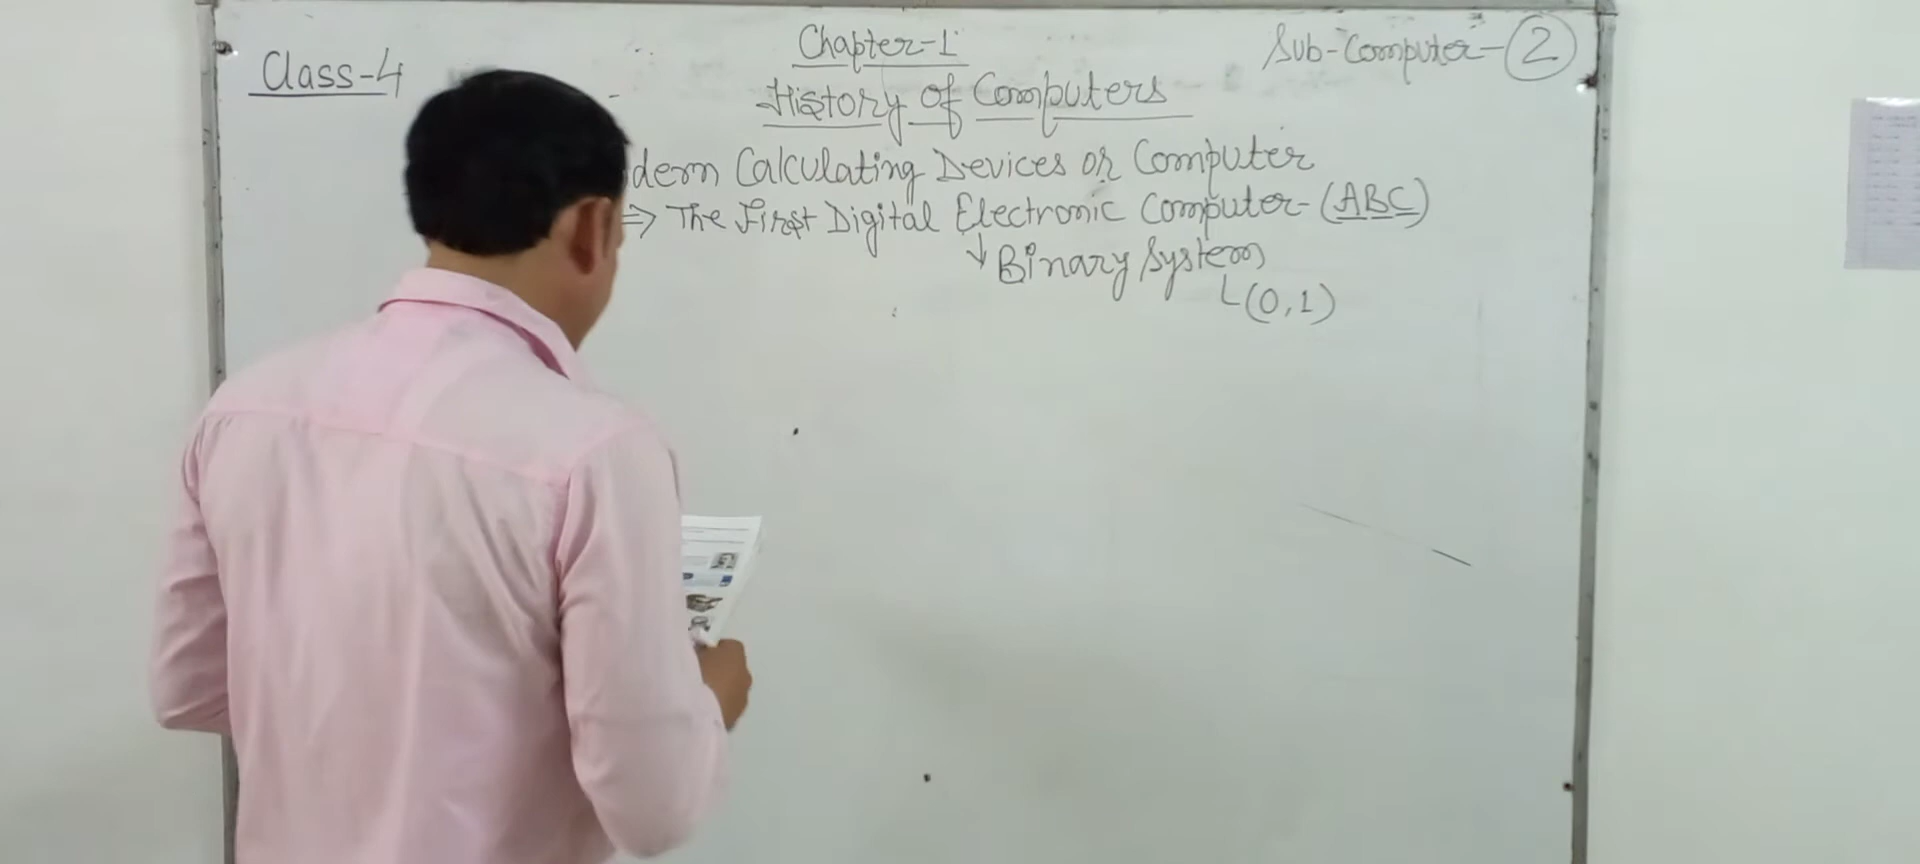 Class-4
Chapter-1
Sub-Computer-2
History of Computers
dern Calculating Devices or Computer
⇒ The First Digital Electronic Computer-(ABC)
↓ Binary System
(0,1)